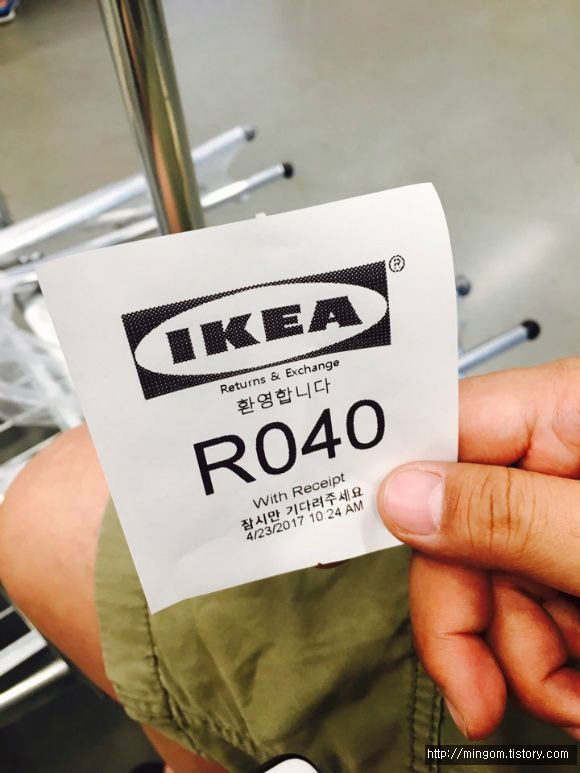 IKEA®
Returns & Exchange
환영합니다
R040
With Receipt
잠시만 기다려주세요
4/23/2017 10:24 AM
http://mingom.tistory.com